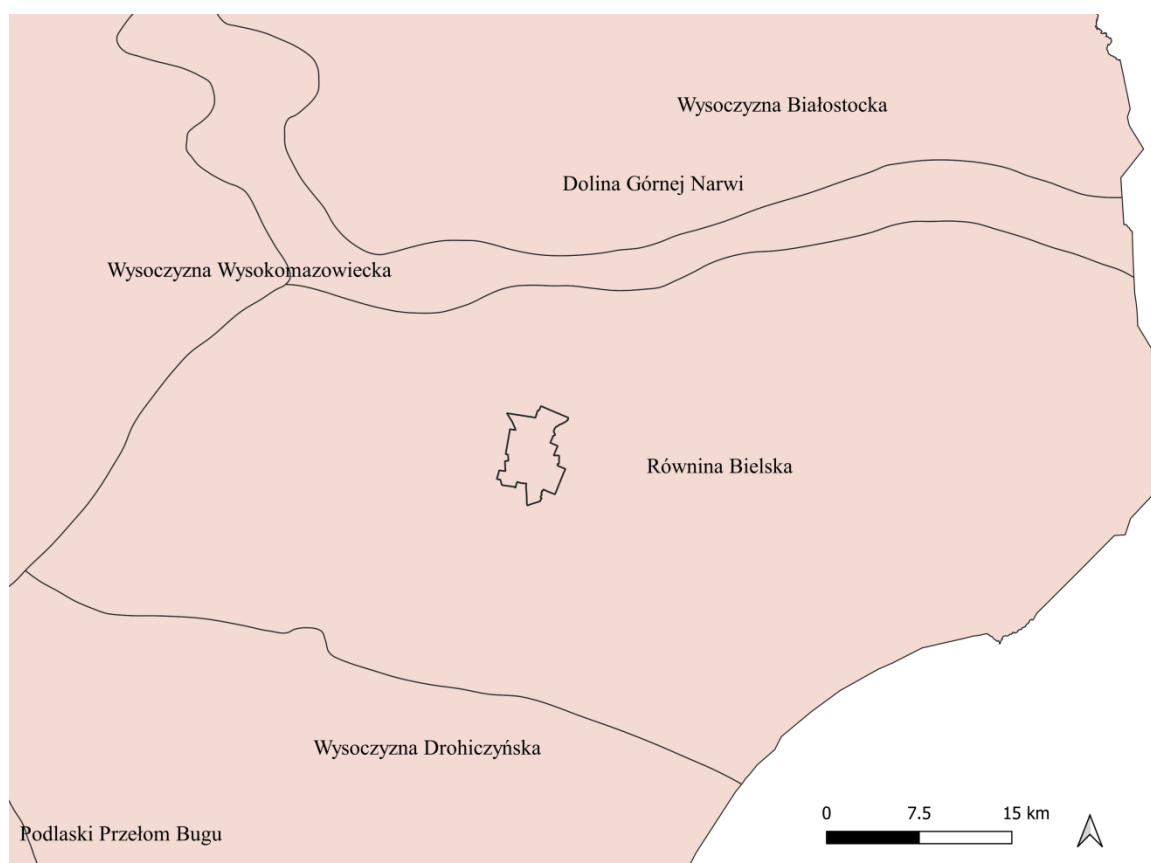 Wysoczyzna Białostocka
Dolina Górnej Narwi
Wysoczyzna Wysokomazowiecka
Równina Bielska
Wysoczyzna Drohiczyńska
Podlaski Przełom Bugu
0 7.5 15 km